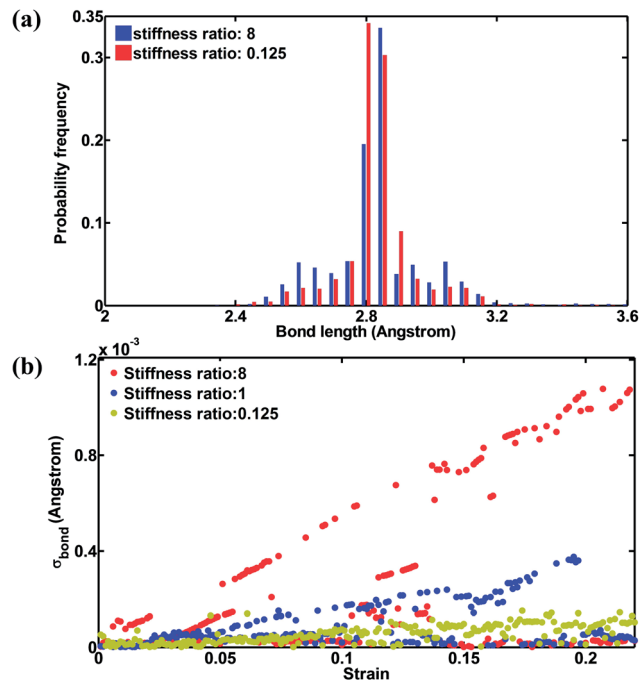 (a)
0.35
0.3
0.2
0.1
0
Probability frequency
stiffness ratio: 8
stiffness ratio: 0.125
2 2.4 2.8 3.2 3.6
Bond length (Angstrom)
(b)
x 10⁻³
1.2
0.8
0.4
0
σbond (Angstrom)
Stiffness ratio:8
Stiffness ratio:1
Stiffness ratio:0.125
0 0.05 0.1 0.15 0.2
Strain